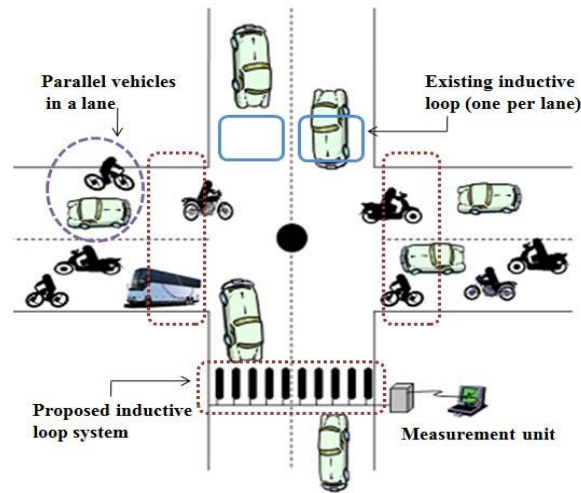 Parallel vehicles
in a lane
Existing inductive
loop (one per lane)
Proposed inductive
loop system
Measurement unit